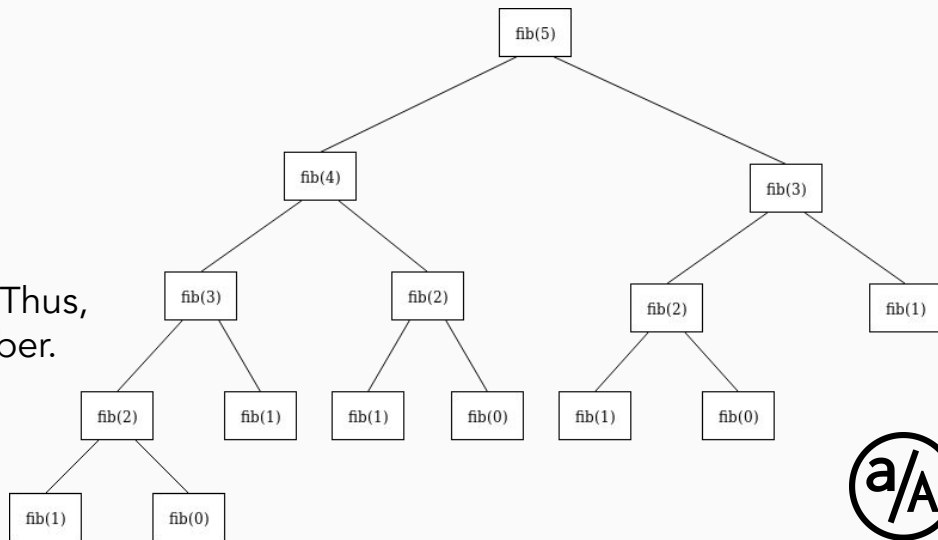 fib(5)
fib(4)
fib(3)
fib(3)
fib(2)
fib(2)
fib(1)
Thus,
fib(2)
fib(1)
fib(1)
fib(0)
fib(1)
fib(0)
fib(1)
fib(0)
a/A